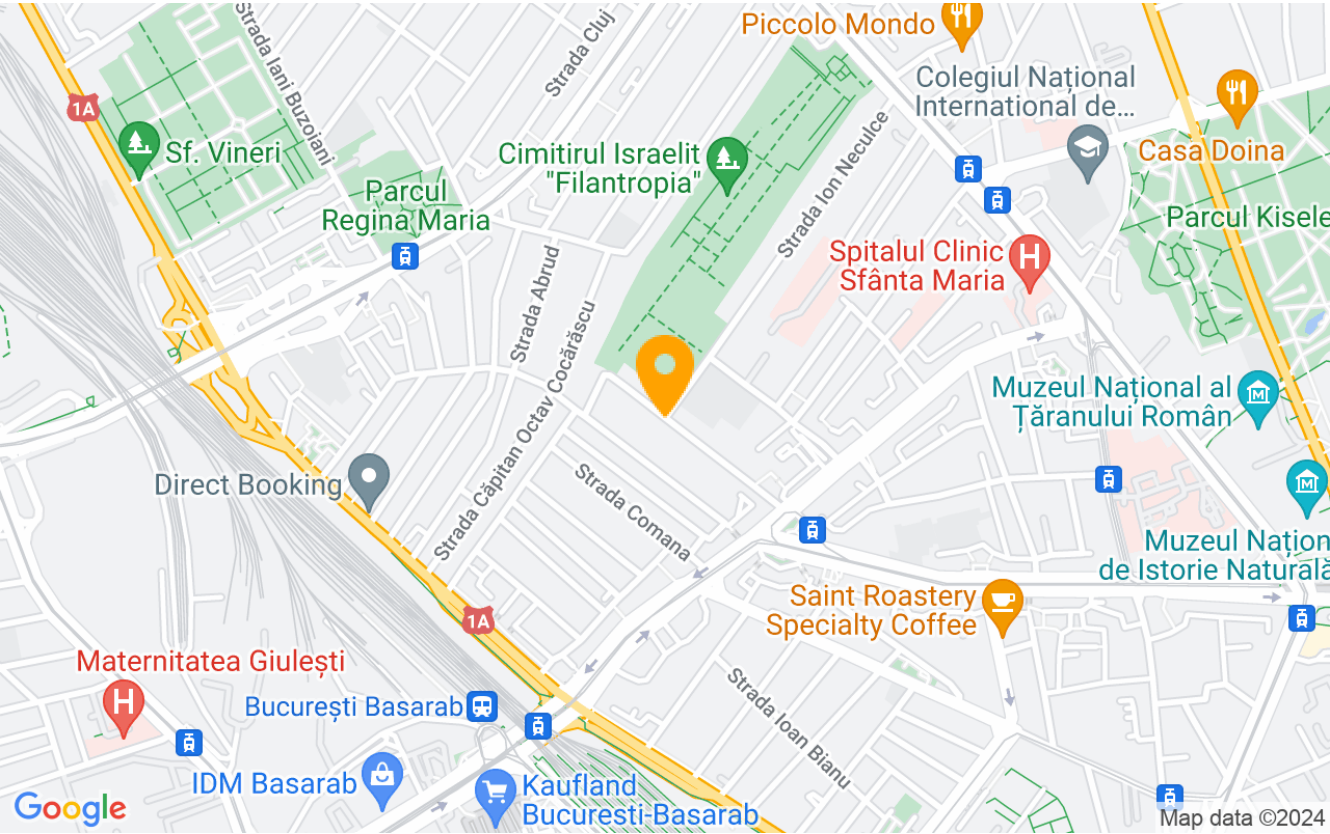 Strada Iani Buzoiani
Strada Cluj
Piccolo Mondo
Colegiul Național
International de...
1A
Sf. Vineri
Cimitirul Israelit
"Filantropia"
Strada Ion Neculce
Casa Doina
Parcul
Regina Maria
Parcul Kisele
Strada Abrud
Spitalul Clinic
Sfânta Maria
Strada Căpitan Octav Cocărăscu
Muzeul Național al
Țăranului Român
Direct Booking
Strada Comana
Muzeul Națion
de Istorie Naturală
Saint Roastery
Specialty Coffee
1A
Maternitatea Giulești
București Basarab
Strada Ioan Bianu
IDM Basarab
Kaufland
Bucuresti-Basarab
Google
Map data ©2024